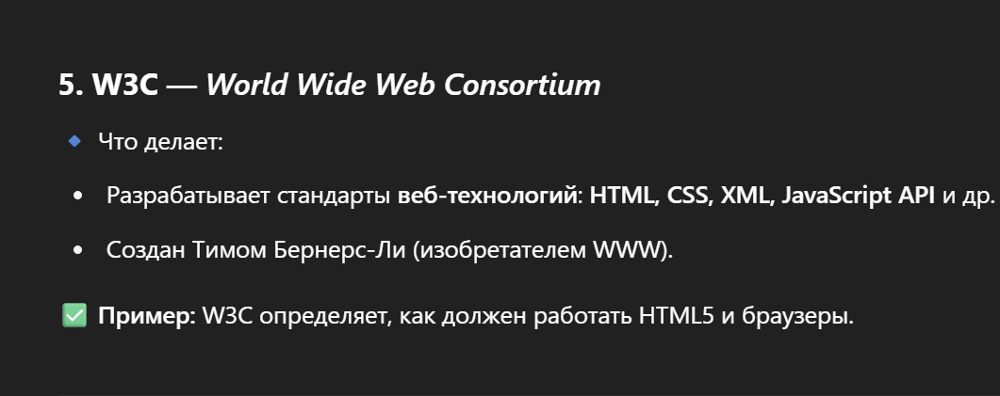 5. W3C — World Wide Web Consortium
🔹 Что делает:
• Разрабатывает стандарты веб-технологий: HTML, CSS, XML, JavaScript API и др.
• Создан Тимом Бернерс-Ли (изобретателем WWW).
✅ Пример: W3C определяет, как должен работать HTML5 и браузеры.